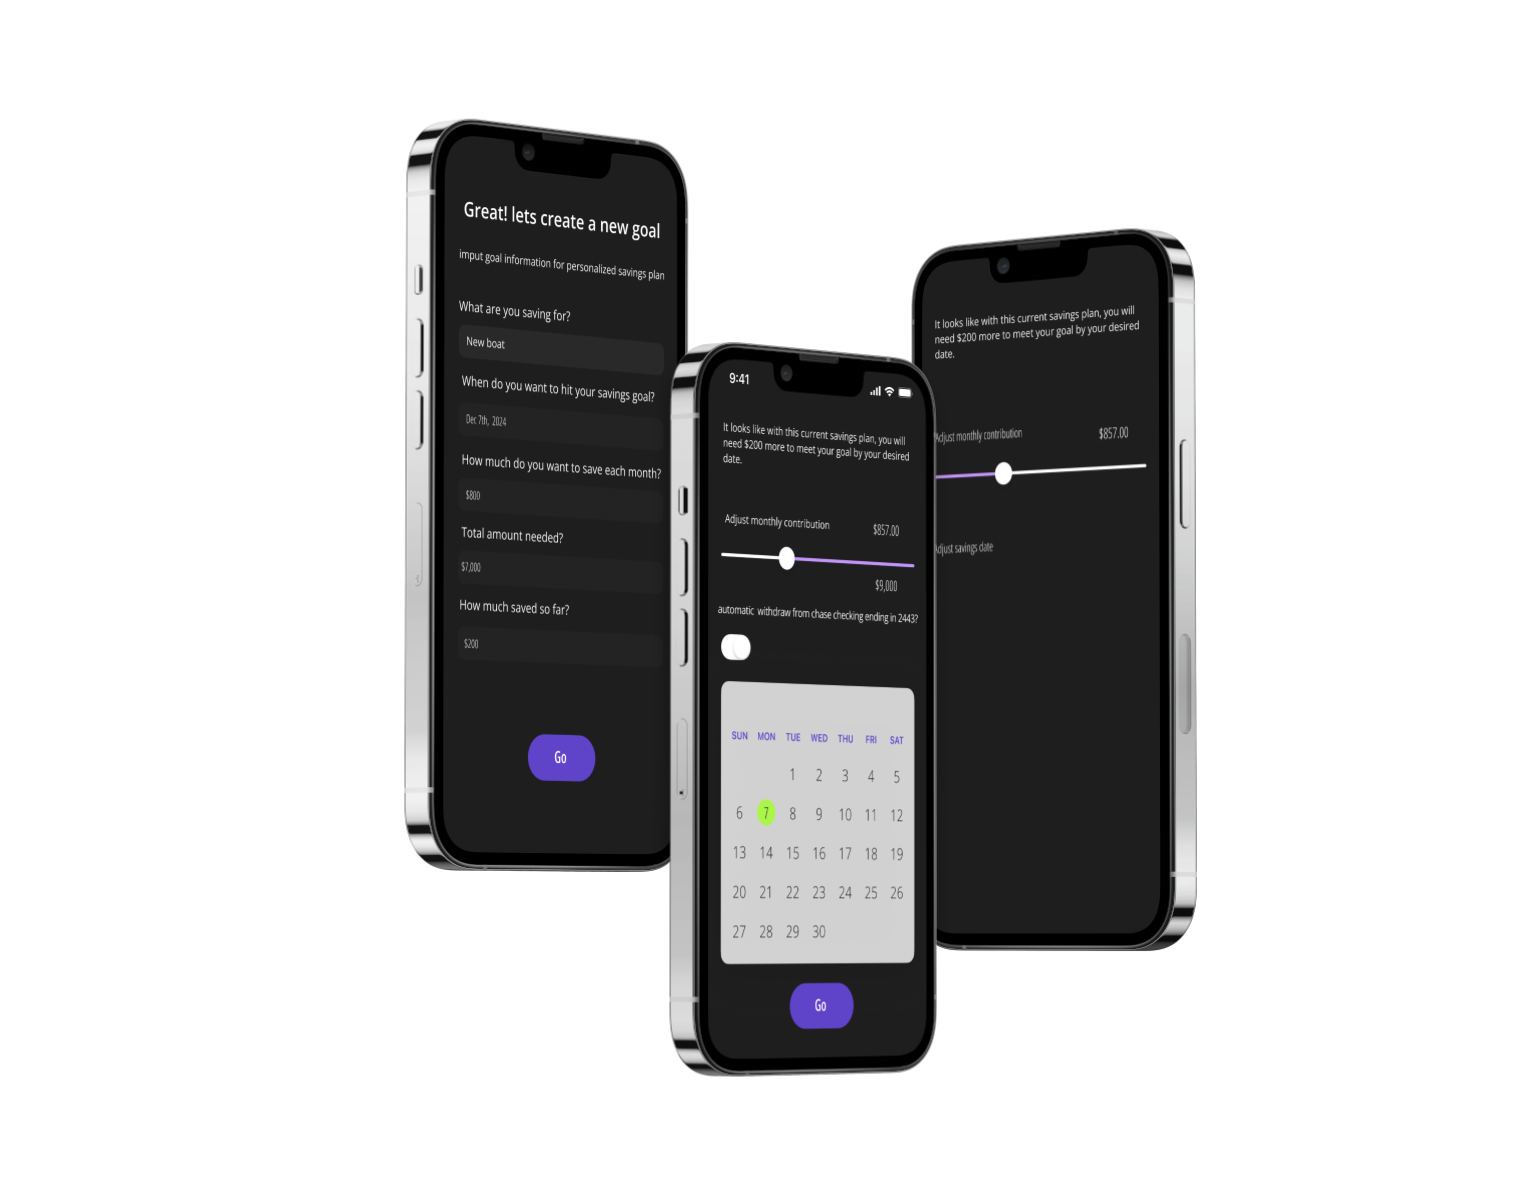 Great! lets create a new goal
imput goal information for personalized savings plan
What are you saving for?
New boat
When do you want to hit your savings goal?
Dec 7th, 2024
How much do you want to save each month?
$800
Total amount needed?
$7,000
How much saved so far?
$200
Go
9:41
It looks like with this current savings plan, you will
need $200 more to meet your goal by your desired
date.
Adjust monthly contribution $857.00
$9,000
automatic withdraw from chase checking ending in 2443?
SUN MON TUE WED THU FRI SAT
1 2 3 4 5
6 7 8 9 10 11 12
13 14 15 16 17 18 19
20 21 22 23 24 25 26
27 28 29 30
Go
It looks like with this current savings plan, you will
need $200 more to meet your goal by your desired
date.
Adjust monthly contribution $857.00
Adjust savings date